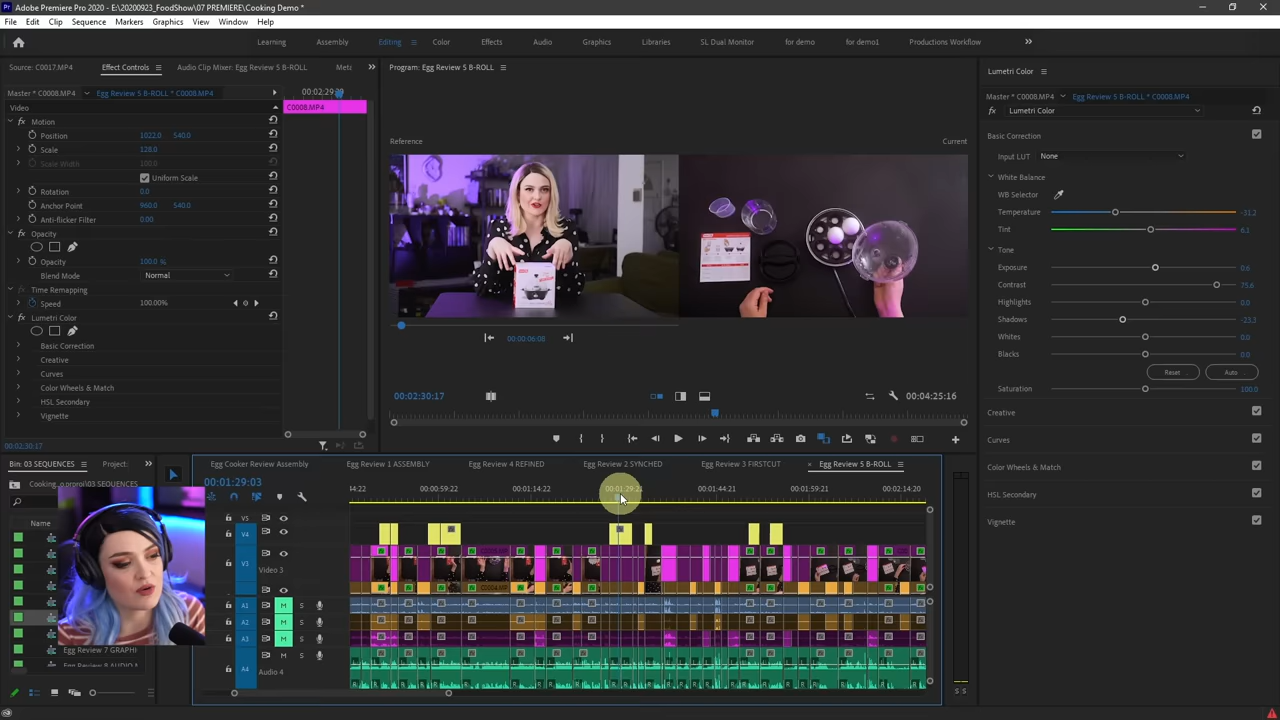 Adobe Premiere Pro 2020 - E:\20200923_FoodShow\07 PREMIERE\Cooking Demo *
File Edit Clip Sequence Markers Graphics View Window Help
Learning Assembly Editing Color Effects Audio Graphics Libraries SL Dual Monitor for demo for demo1 Productions Workflow
Source: C0017.MP4 Effect Controls Audio Clip Mixer: Egg Review 5 B-ROLL Meta
Program: Egg Review 5 B-ROLL
Lumetri Color
Master * C0008.MP4 Egg Review 5 B-ROLL * C0008.MP4
Master * C0008.MP4 Egg Review 5 B-ROLL * C0008.MP4
Video
C0008.MP4
fx Lumetri Color
fx Motion
Position 1022.0 540.0
Scale 128.0
Scale Width 100.0
Uniform Scale
Rotation 0.0
Anchor Point 960.0 540.0
Anti-flicker Filter 0.00
fx Opacity
Opacity 100.0 %
Blend Mode Normal
fx Time Remapping
Speed 100.00%
fx Lumetri Color
Basic Correction
Creative
Curves
Color Wheels & Match
HSL Secondary
Vignette
00:02:30:17
Reference Current
00:00:06:08
00:02:30:17
00:04:25:16
Basic Correction
Input LUT None
White Balance
WB Selector
Temperature -31.2
Tint 6.1
Tone
Exposure 0.6
Contrast 75.6
Highlights 0.0
Shadows -23.3
Whites 0.0
Blacks 0.0
Reset Auto
Saturation 100.0
Creative
Curves
Color Wheels & Match
HSL Secondary
Vignette
Bin: 03 SEQUENCES Project:
Name
Egg Review 7 GRAPHI
Egg Review 9 AUDIO
Egg Cooker Review Assembly Egg Review 1 ASSEMBLY Egg Review 4 REFINED Egg Review 2 SYNCHED Egg Review 3 FIRSTCUT Egg Review 5 B-ROLL
00:01:29:03
44:22 00:00:59:22 00:01:14:22 00:01:29:21 00:01:44:21 00:01:59:21 00:02:14:20
V5
V4
V3 Video 3
A1 M S
A2 M S
A3 M S
A4 M S
Audio 4
S S